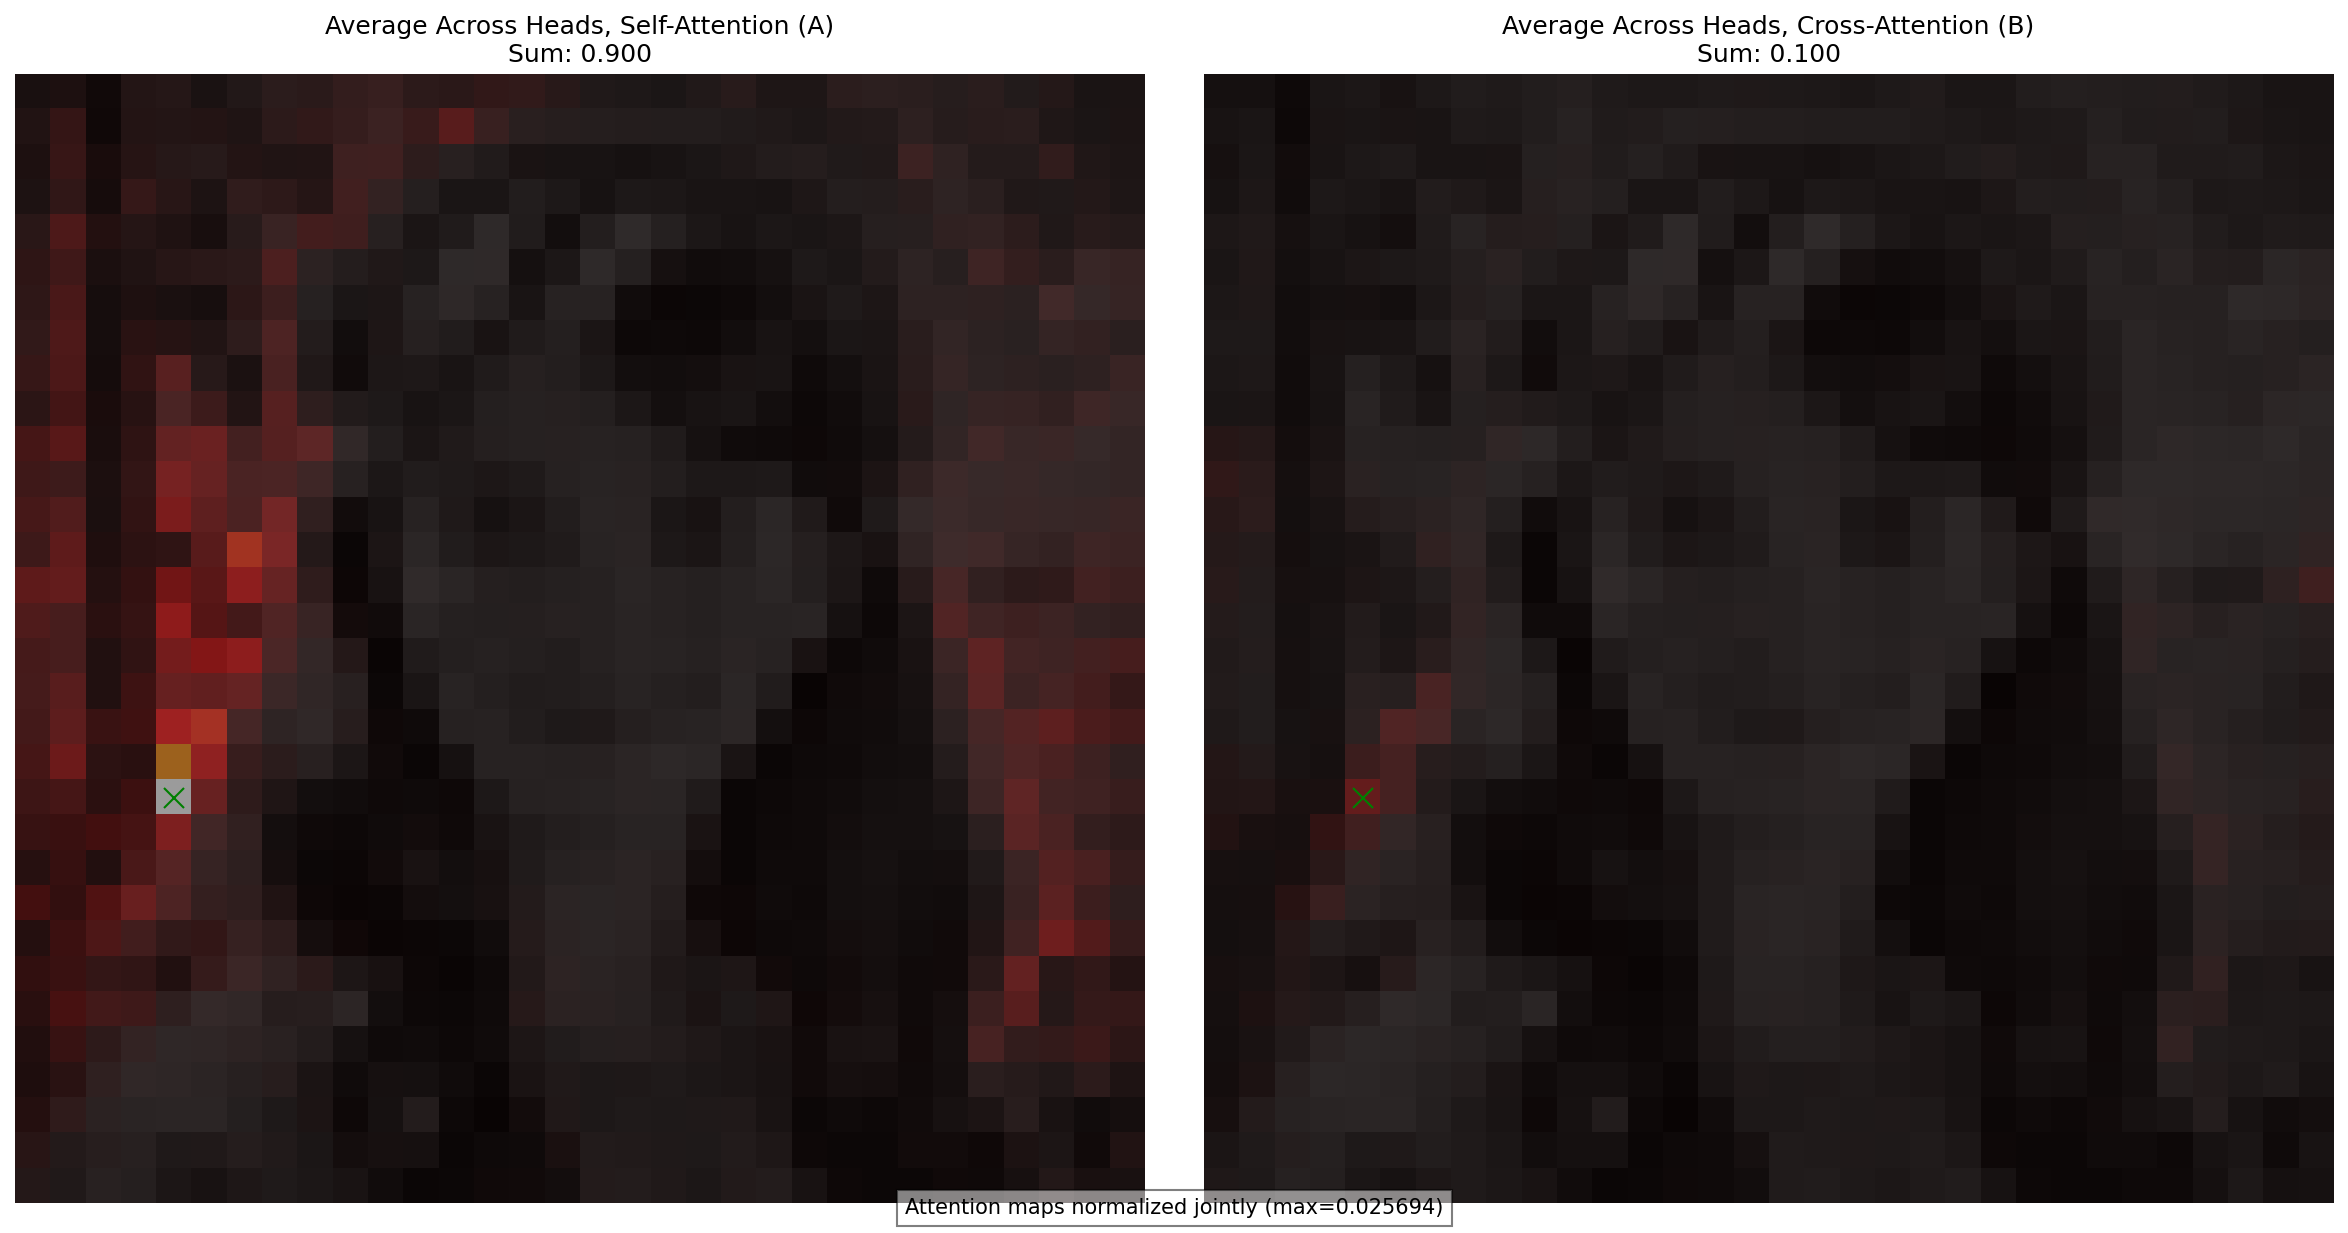 Average Across Heads, Self-Attention (A)
Sum: 0.900
Average Across Heads, Cross-Attention (B)
Sum: 0.100
Attention maps normalized jointly (max=0.025694)